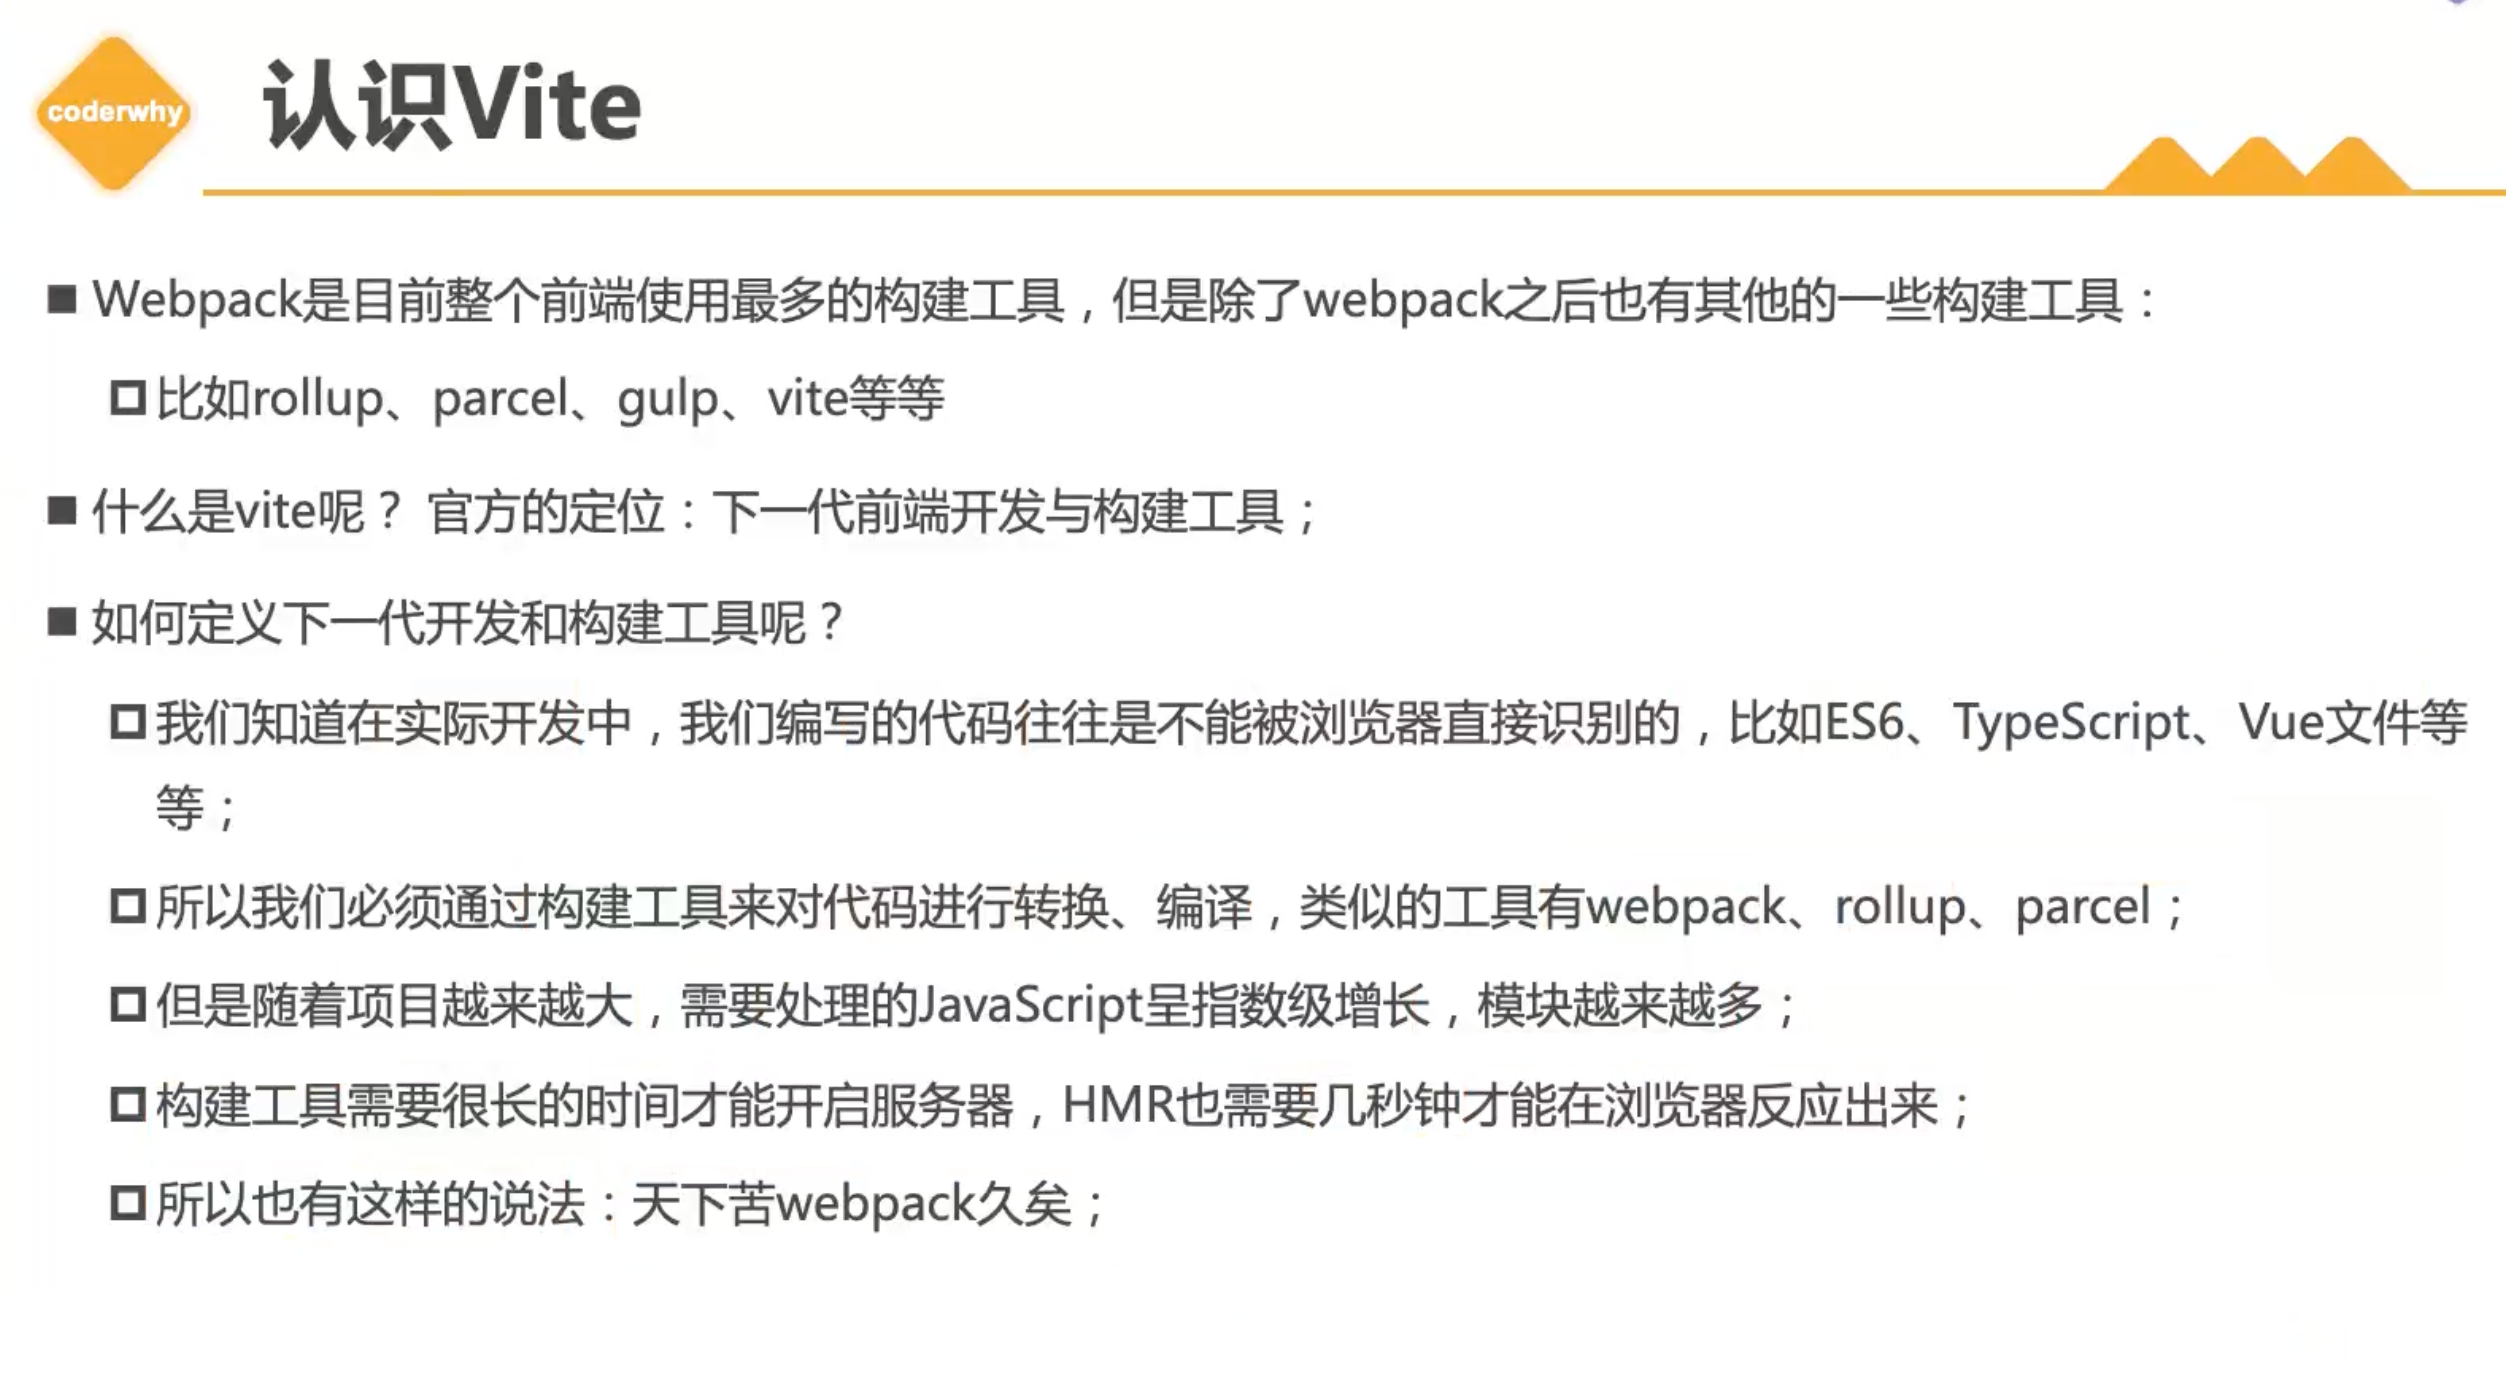 coderwhy
认识Vite
Webpack是目前整个前端使用最多的构建工具，但是除了webpack之后也有其他的一些构建工具：
比如rollup、parcel、gulp、vite等等
什么是vite呢？ 官方的定位：下一代前端开发与构建工具；
如何定义下一代开发和构建工具呢？
我们知道在实际开发中，我们编写的代码往往是不能被浏览器直接识别的，比如ES6、TypeScript、Vue文件等
等；
所以我们必须通过构建工具来对代码进行转换、编译，类似的工具有webpack、rollup、parcel；
但是随着项目越来越大，需要处理的JavaScript呈指数级增长，模块越来越多；
构建工具需要很长的时间才能开启服务器，HMR也需要几秒钟才能在浏览器反应出来；
所以也有这样的说法：天下苦webpack久矣；